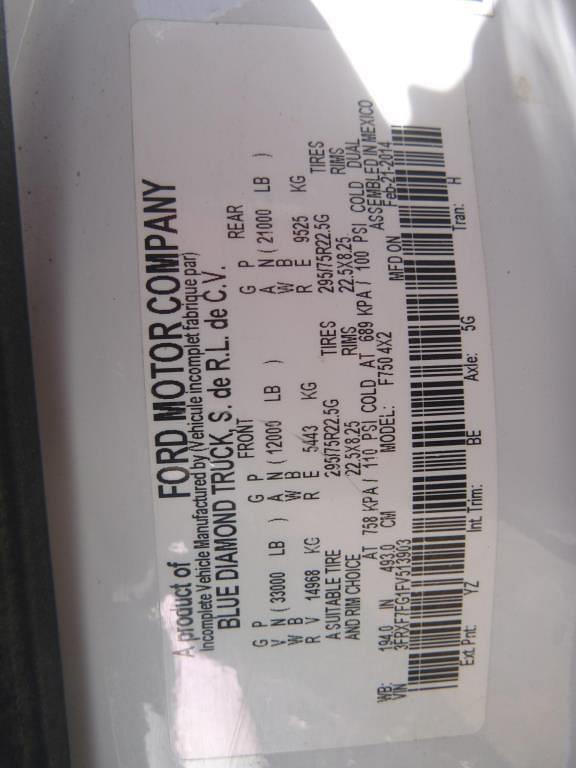 A product of FORD MOTOR COMPANY
Incomplete Vehicle Manufactured by (Vehicule incomplet fabrique par)
BLUE DIAMOND TRUCK, S. de R.L. de C.V.
FRONT REAR
G P G P G P
V N ( 33000 LB ) A N ( 12000 LB ) A N ( 21000 LB )
W B W B W B
R V 14968 KG R E 5443 KG R E 9525 KG
A SUITABLE TIRE 295/75R22.5G TIRES 295/75R22.5G TIRES
AND RIM CHOICE 22.5X8.25 RIMS 22.5X8.25 RIMS
AT 758 KPA / 110 PSI COLD AT 689 KPA / 100 PSI COLD DUAL
WB: 194.0 IN 493.0 CM MODEL: F750 4X2 ASSEMBLED IN MEXICO
VIN 3FRXF7FG1FV513903 MFD ON Feb-21-2014
Ext. Pnt: YZ Int. Trim: BE Axle: 5G Tran: H